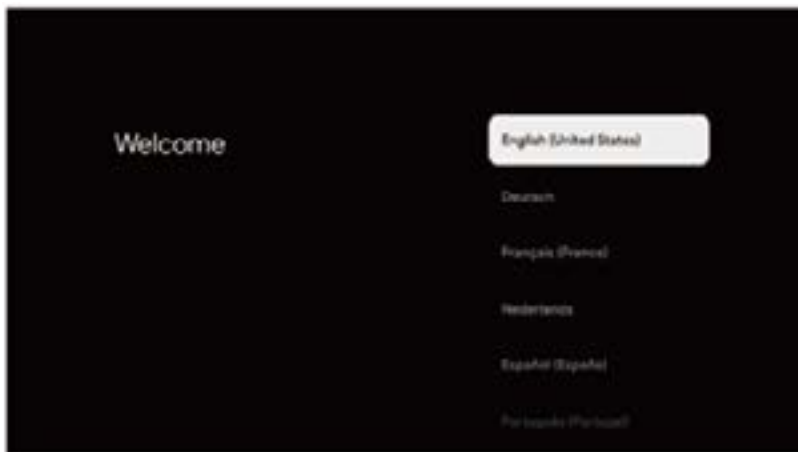 Welcome
English (United States)
Deutsch
Français (France)
Nederlands
Español (España)
Português (Portugal)